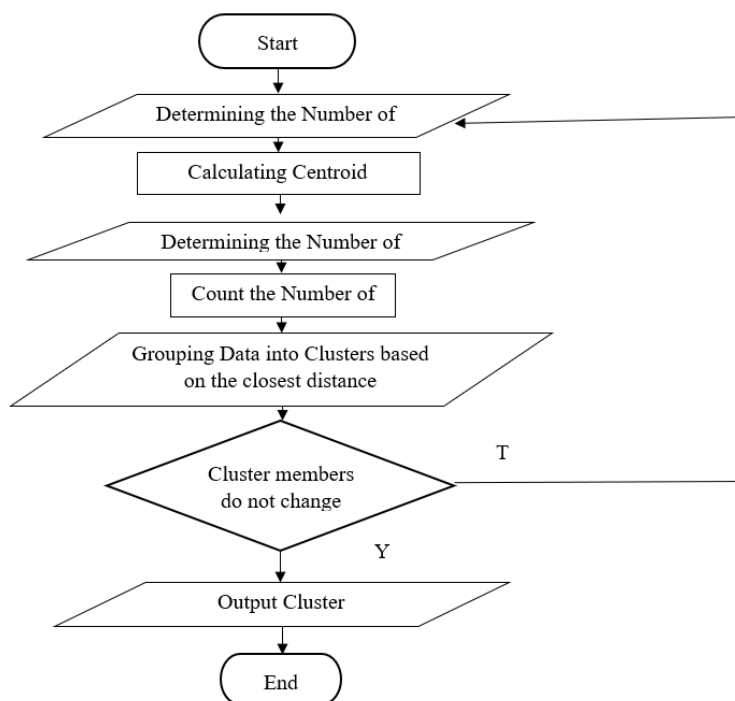 Start
Determining the Number of
Calculating Centroid
Determining the Number of
Count the Number of
Grouping Data into Clusters based
on the closest distance
T
Cluster members
do not change
Y
Output Cluster
End